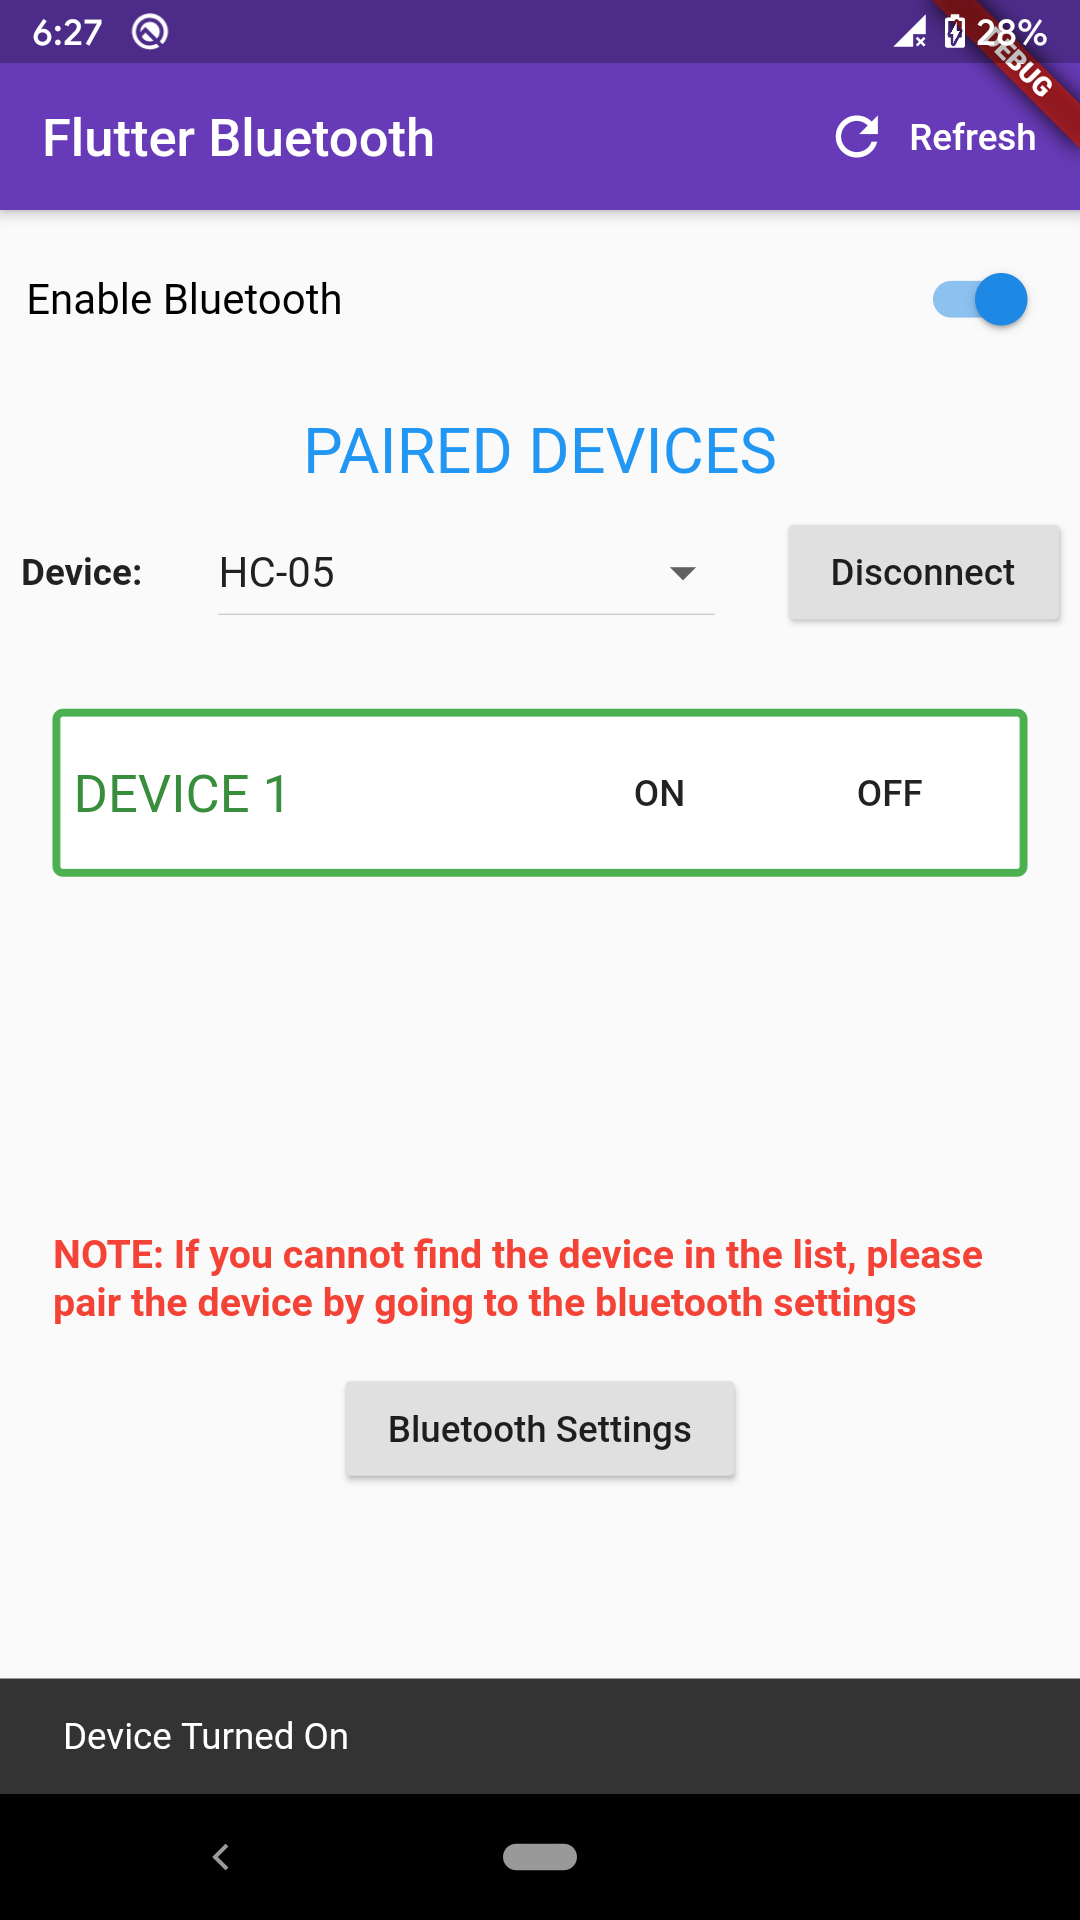 6:27 28%
DEBUG
Flutter Bluetooth Refresh
Enable Bluetooth
PAIRED DEVICES
Device: HC-05 Disconnect
DEVICE 1 ON OFF
NOTE: If you cannot find the device in the list, please
pair the device by going to the bluetooth settings
Bluetooth Settings
Device Turned On